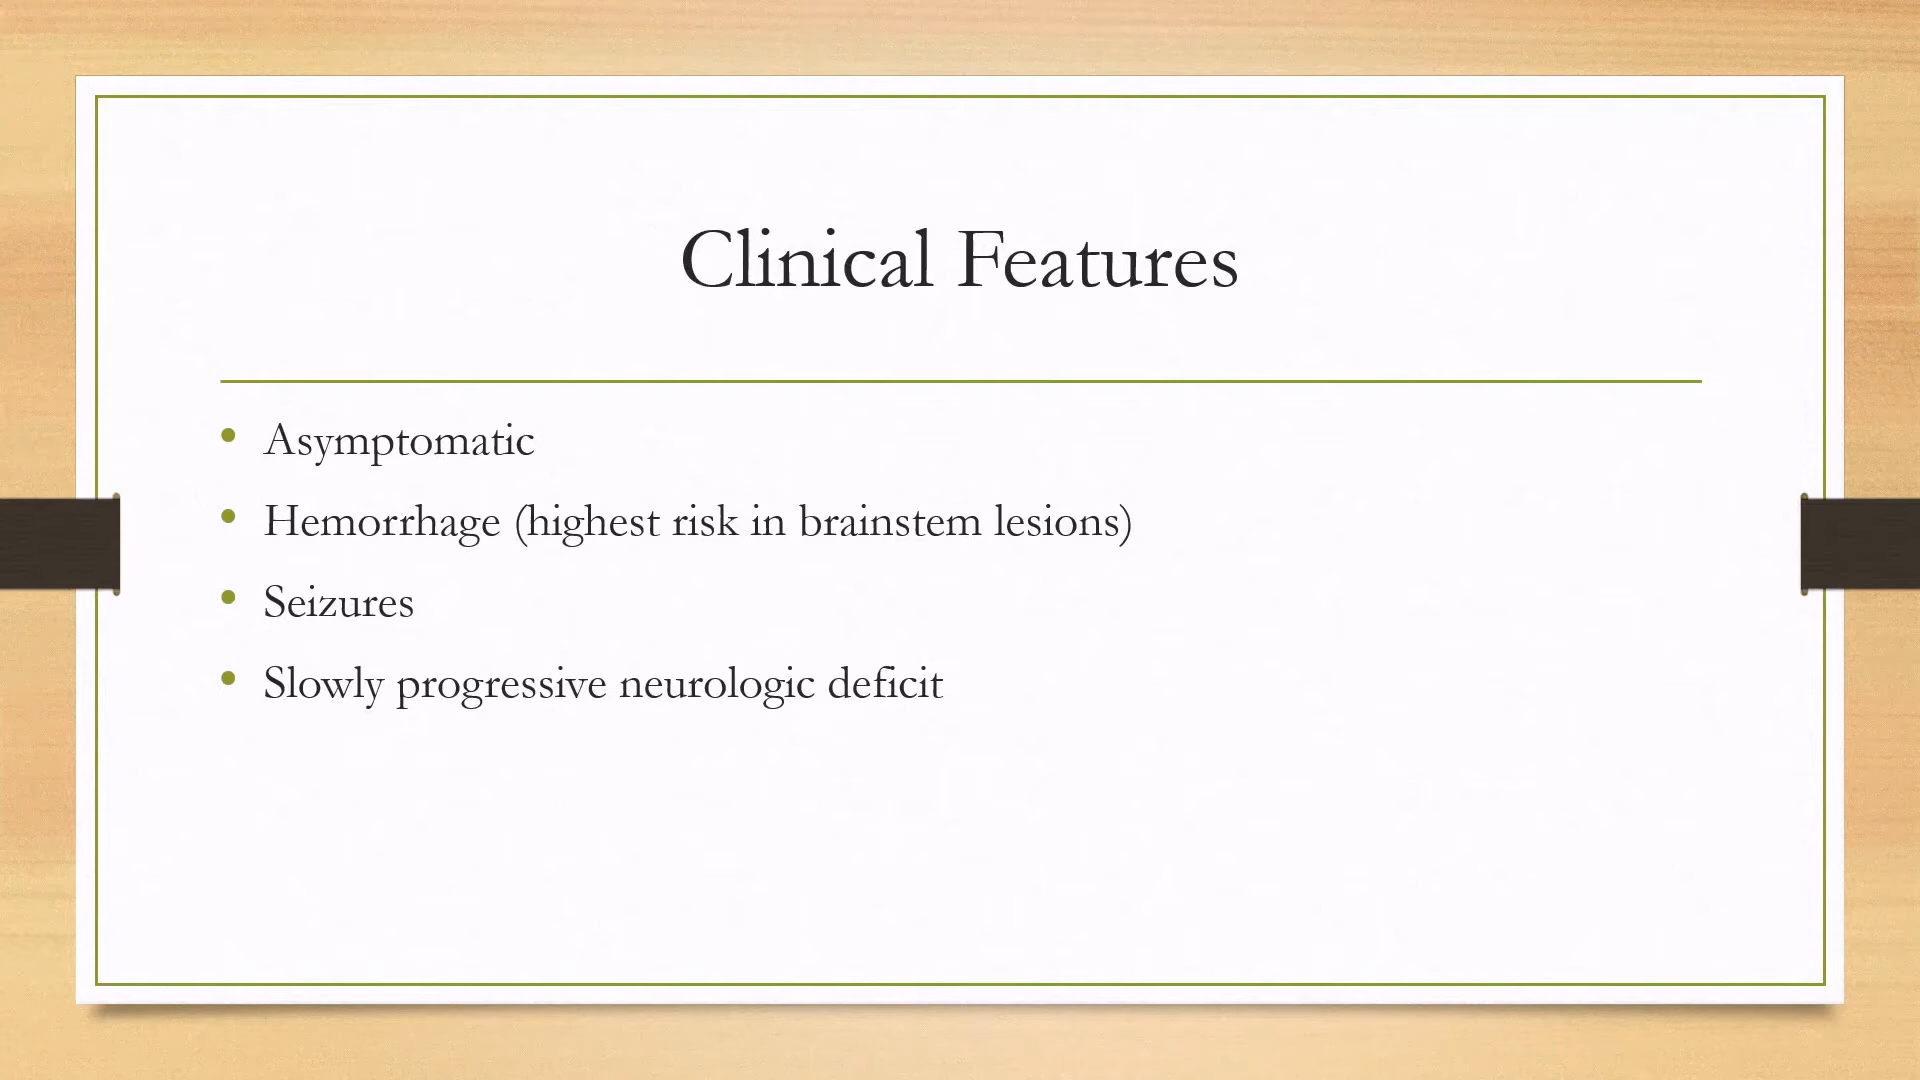 Clinical Features
• Asymptomatic
• Hemorrhage (highest risk in brainstem lesions)
• Seizures
• Slowly progressive neurologic deficit